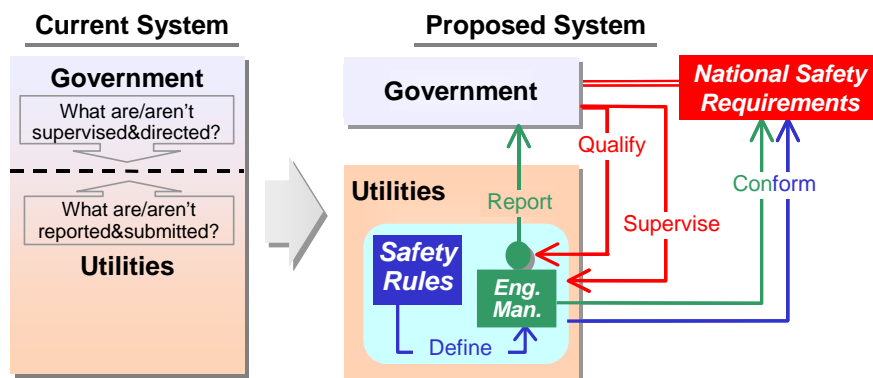 Current System
Government
What are/aren't
supervised&directed?
What are/aren't
reported&submitted?
Utilities
Proposed System
Government
National Safety
Requirements
Qualify
Conform
Utilities
Report
Supervise
Safety
Rules
Eng.
Man.
Define